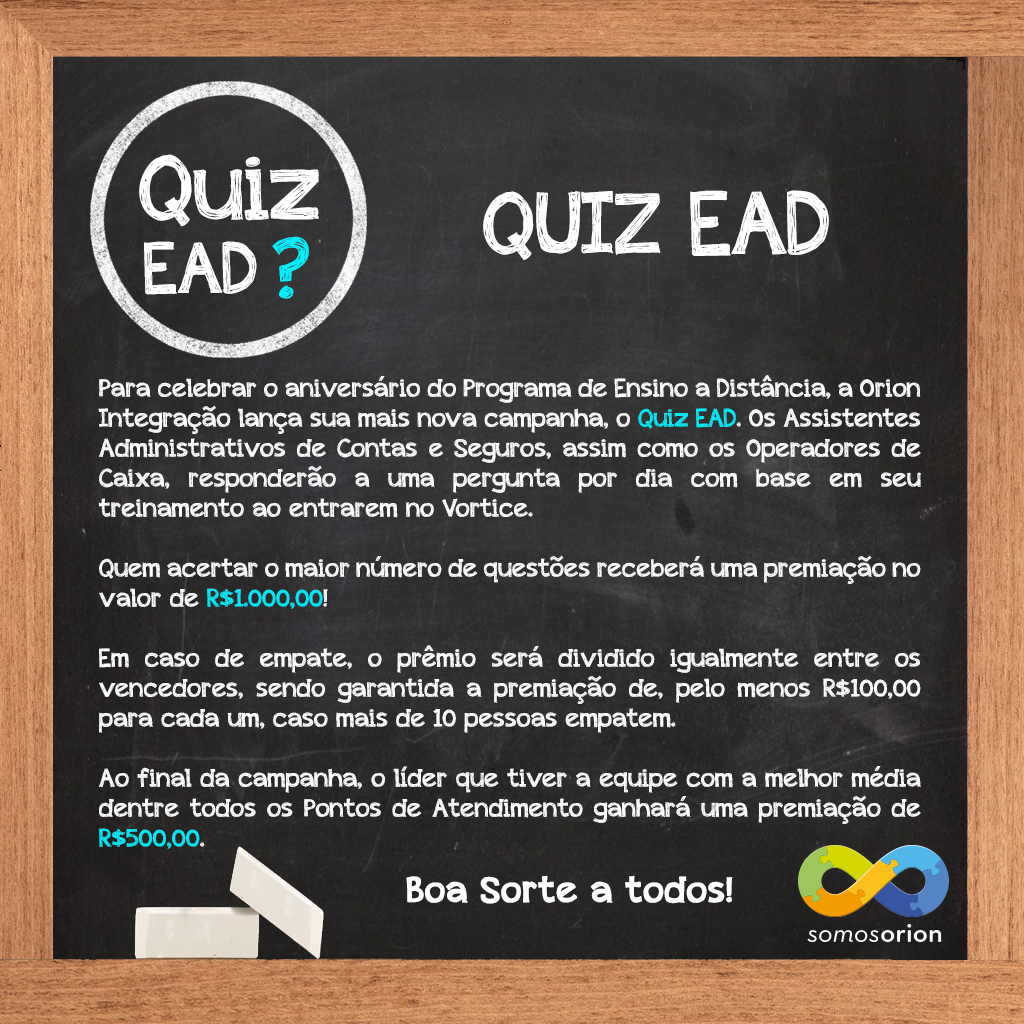 Quiz
EAD ?
QUIZ EAD
Para celebrar o aniversário do Programa de Ensino a Distância, a Orion
Integração lança sua mais nova campanha, o Quiz EAD. Os Assistentes
Administrativos de Contas e Seguros, assim como os Operadores de
Caixa, responderão a uma pergunta por dia com base em seu
treinamento ao entrarem no Vortice.
Quem acertar o maior número de questões receberá uma premiação no
valor de R$1.000,00!
Em caso de empate, o prêmio será dividido igualmente entre os
vencedores, sendo garantida a premiação de, pelo menos R$100,00
para cada um, caso mais de 10 pessoas empatem.
Ao final da campanha, o líder que tiver a equipe com a melhor média
dentre todos os Pontos de Atendimento ganhará uma premiação de
R$500,00.
Boa Sorte a todos!
somosorion